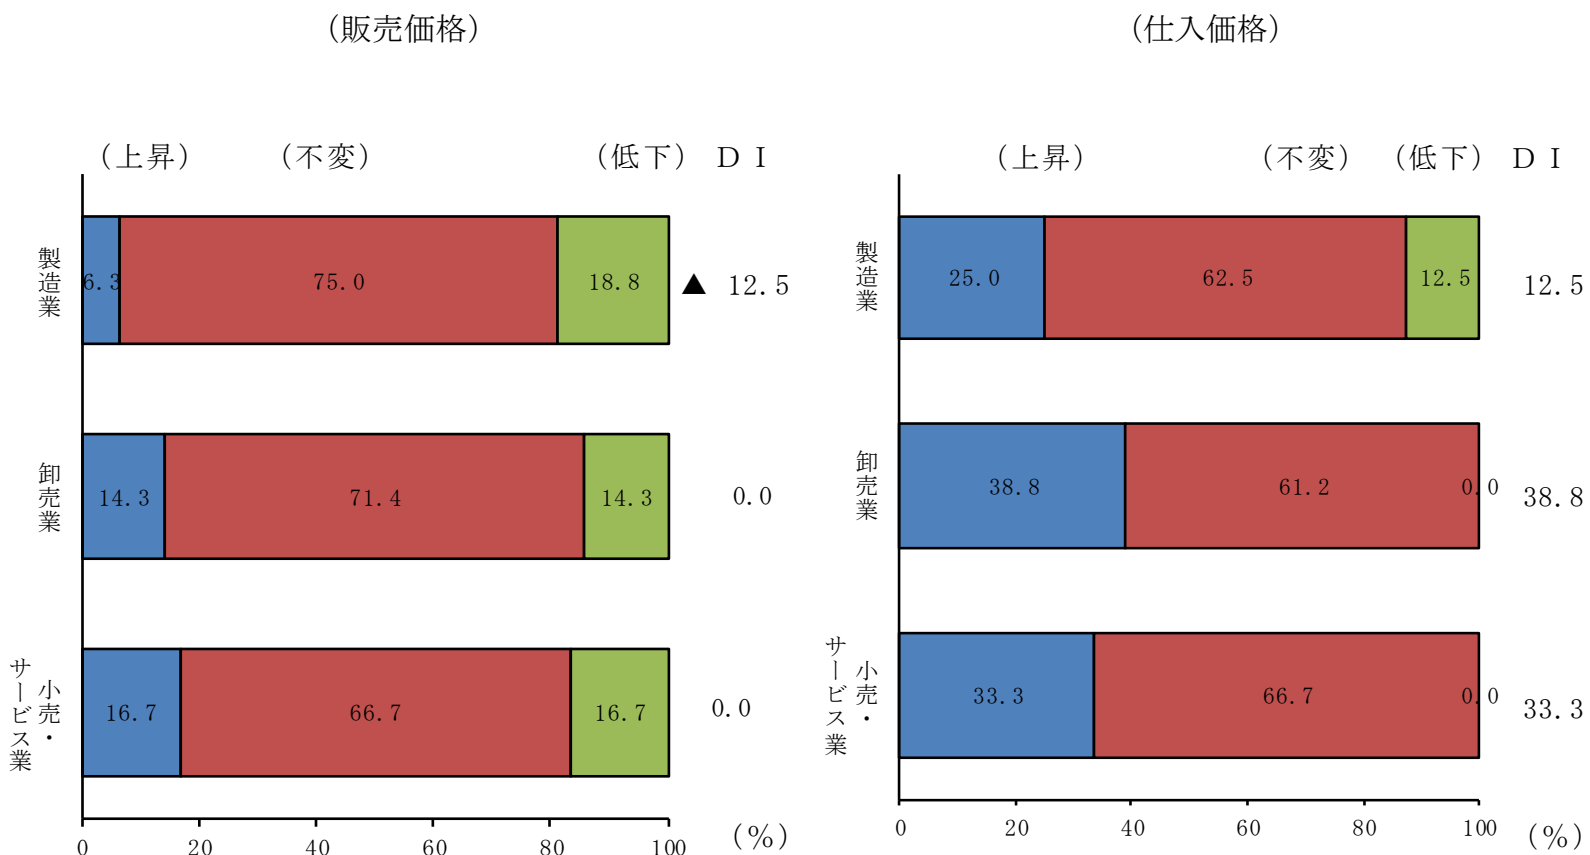 (販売価格)
(上昇) (不変) (低下) ＤＩ
製造業 6.3 75.0 18.8 ▲ 12.5
卸売業 14.3 71.4 14.3 0.0
小売・
サービス業
16.7 66.7 16.7 0.0
0 20 40 60 80 100 (%)
(仕入価格)
(上昇) (不変) (低下) ＤＩ
製造業 25.0 62.5 12.5 12.5
卸売業 38.8 61.2 0.0 38.8
小売・
サービス業
33.3 66.7 0.0 33.3
0 20 40 60 80 100 (%)